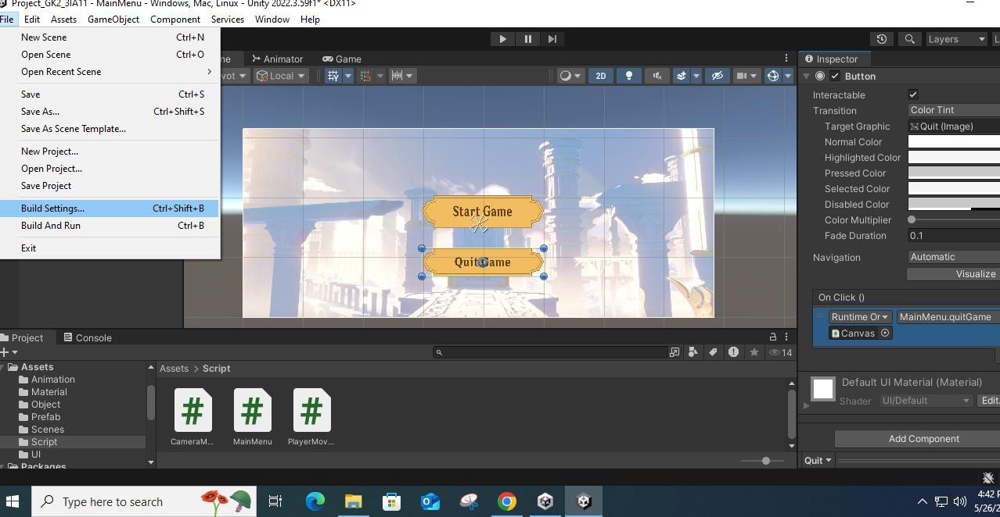 Project_GK2_3IA11 - MainMenu - Windows, Mac, Linux - Unity 2022.3.59f1* <DX11>
File Edit Assets GameObject Component Services Window Help
New Scene Ctrl+N
Open Scene Ctrl+O
Open Recent Scene >
Save Ctrl+S
Save As... Ctrl+Shift+S
Save As Scene Template...
New Project...
Open Project...
Save Project
Build Settings... Ctrl+Shift+B
Build And Run Ctrl+B
Exit
Layers
Animator
Game
Local
2D
Start Game
Quit Game
Inspector
Button
Interactable
Transition Color Tint
Target Graphic Quit (Image)
Normal Color
Highlighted Color
Pressed Color
Selected Color
Disabled Color
Color Multiplier
Fade Duration 0.1
Navigation Automatic
Visualize
On Click ()
Runtime Or MainMenu.quitGame
Canvas
Default UI Material (Material)
Shader UI/Default Edit.
Add Component
Quit
Project Console
14
Assets
Animation
Material
Object
Prefab
Scenes
Script
UI
Packages
Assets > Script
CameraM...
MainMenu
PlayerMov...
Type here to search
4:42
5/26/2